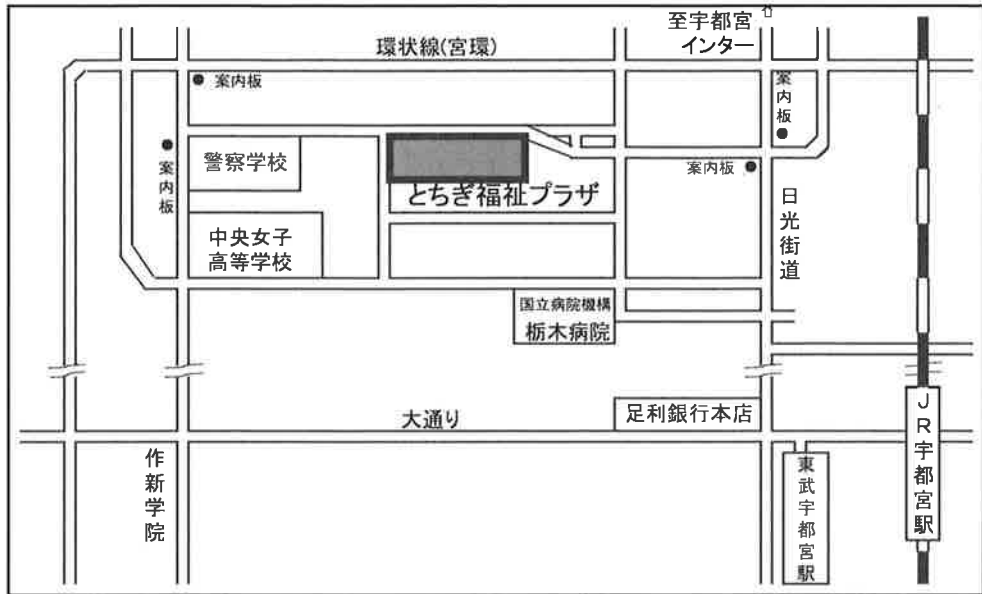 至宇都宮
インター
環状線(宮環)
案内板
案内板
案内板
警察学校
案内板
とちぎ福祉プラザ
日光街道
中央女子
高等学校
国立病院機構
栃木病院
足利銀行本店
大通り
JR宇都宮駅
作新学院
東武宇都宮駅